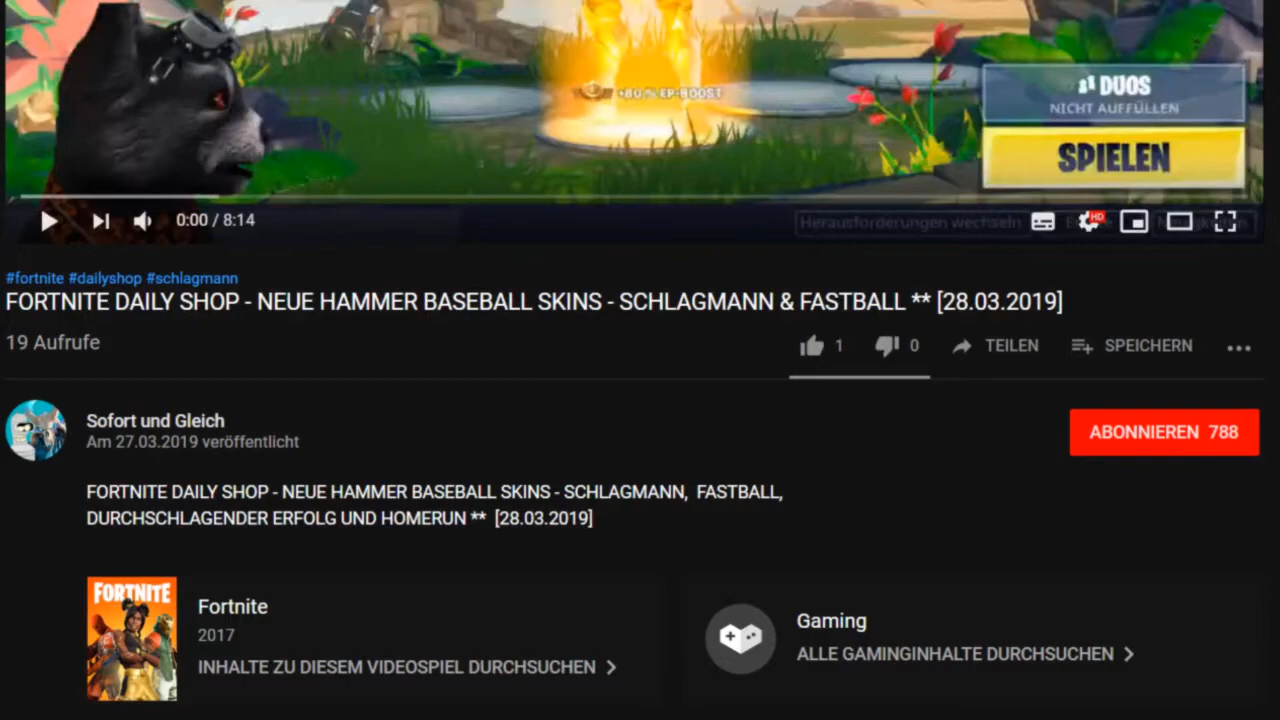 +80 % EP-BOOST
DUOS
NICHT AUFFÜLLEN
SPIELEN
0:00 / 8:14
Herausforderungen wechseln
HD
#fortnite #dailyshop #schlagmann
FORTNITE DAILY SHOP - NEUE HAMMER BASEBALL SKINS - SCHLAGMANN & FASTBALL ** [28.03.2019]
19 Aufrufe
1 0 TEILEN SPEICHERN
Sofort und Gleich
Am 27.03.2019 veröffentlicht
ABONNIEREN 788
FORTNITE DAILY SHOP - NEUE HAMMER BASEBALL SKINS - SCHLAGMANN, FASTBALL,
DURCHSCHLAGENDER ERFOLG UND HOMERUN ** [28.03.2019]
FORTNITE
Fortnite
2017
INHALTE ZU DIESEM VIDEOSPIEL DURCHSUCHEN
Gaming
ALLE GAMINGINHALTE DURCHSUCHEN